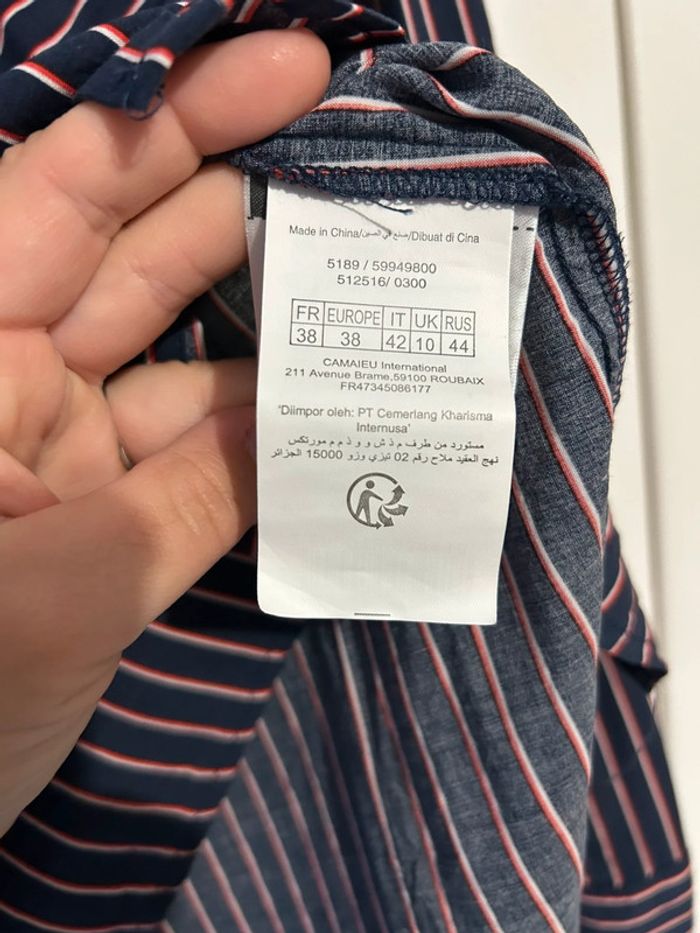 Made in China/صنع في الصين/Dibuat di Cina
5189 / 59949800
512516/ 0300
FR EUROPE IT UK RUS
38 38 42 10 44
CAMAIEU International
211 Avenue Brame,59100 ROUBAIX
FR47345086177
'Diimpor oleh: PT Cemerlang Kharisma
Internusa'
مستورد من طرف م ذ ش و و ذ م م مورتكس
نهج العقيد ملاح رقم 02 تيزي وزو 15000 الجزائر